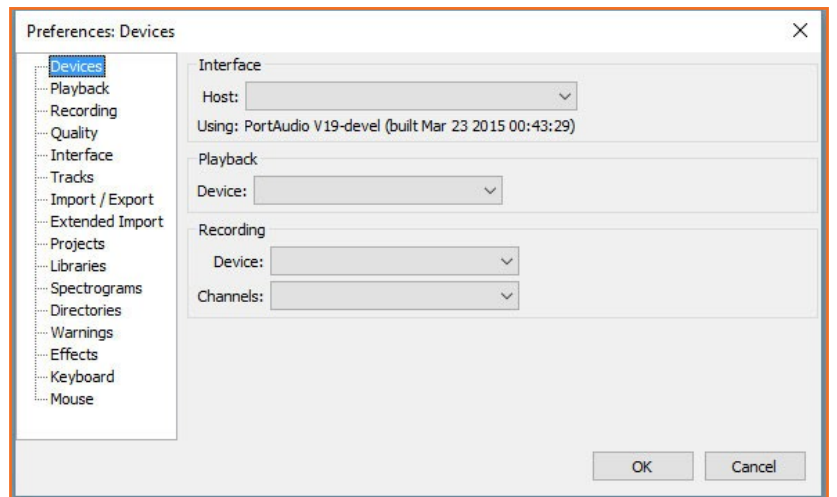 Preferences: Devices
Devices
Playback
Recording
Quality
Interface
Tracks
Import / Export
Extended Import
Projects
Libraries
Spectrograms
Directories
Warnings
Effects
Keyboard
Mouse
Interface
Host:
Using: PortAudio V19-devel (built Mar 23 2015 00:43:29)
Playback
Device:
Recording
Device:
Channels:
OK Cancel